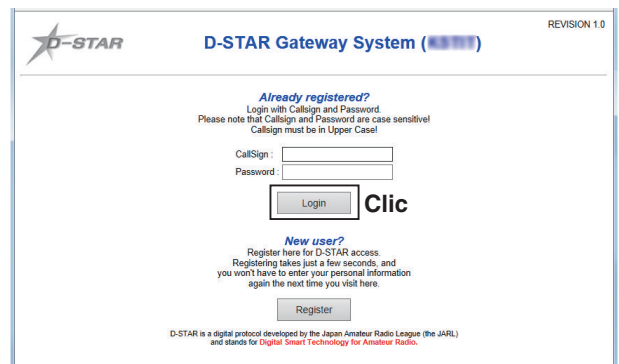 REVISION 1.0
D-STAR
D-STAR Gateway System ( )
Already registered?
Login with Callsign and Password.
Please note that Callsign and Password are case sensitive!
Callsign must be in Upper Case!
CallSign :
Password :
Login
Clic
New user?
Register here for D-STAR access.
Registering takes just a few seconds, and
you won't have to enter your personal information
again the next time you visit here.
Register
D-STAR is a digital protocol developed by the Japan Amateur Radio League (the JARL)
and stands for Digital Smart Technology for Amateur Radio.